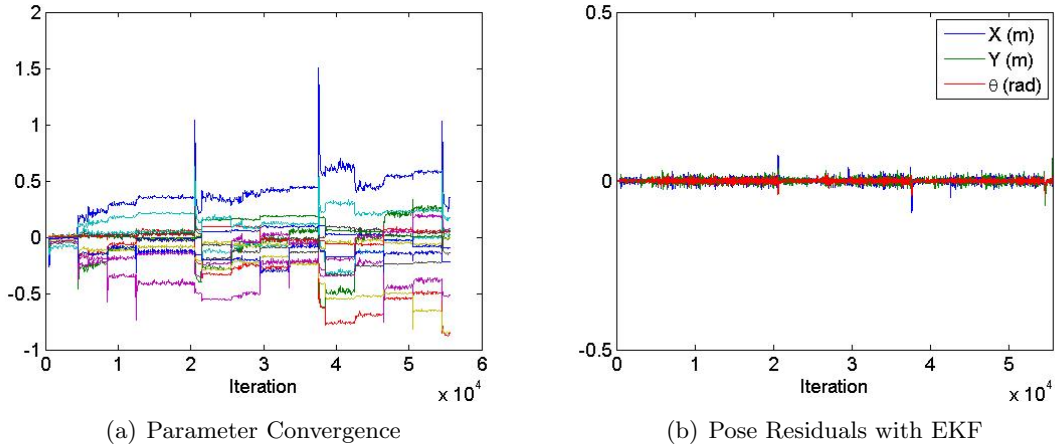 2
1.5
1
0.5
0
-0.5
-1
0 1 2 3 4 5 6
Iteration
x 10^4
(a) Parameter Convergence
0.5
0
-0.5
X (m)
Y (m)
θ (rad)
0 1 2 3 4 5
Iteration
x 10^4
(b) Pose Residuals with EKF